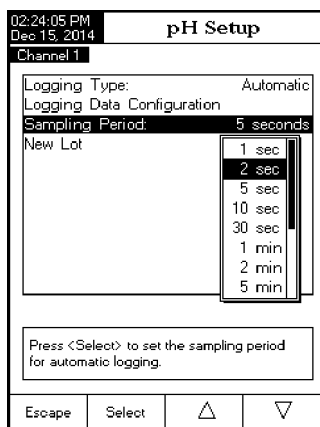 02:24:05 PM
Dec 15, 2014
pH Setup
Channel 1
Logging Type: Automatic
Logging Data Configuration
Sampling Period: 5 seconds
New Lot
1 sec
2 sec
5 sec
10 sec
30 sec
1 min
2 min
5 min
Press <Select> to set the sampling period
for automatic logging.
Escape Select